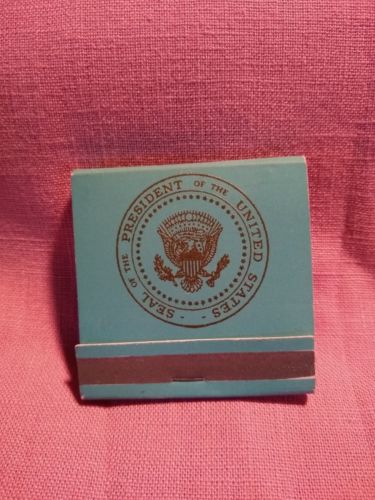 SEAL OF THE PRESIDENT OF THE UNITED STATES